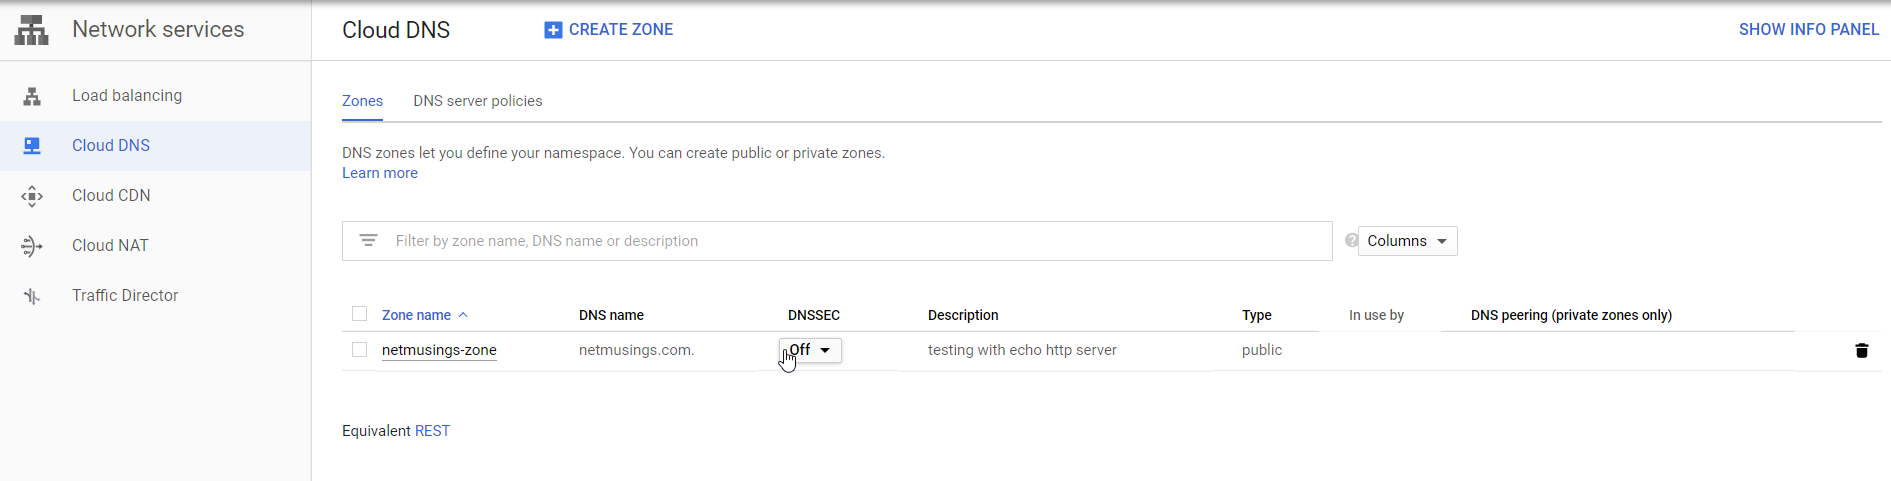 Network services
Cloud DNS
CREATE ZONE
SHOW INFO PANEL
Load balancing
Cloud DNS
Cloud CDN
Cloud NAT
Traffic Director
Zones
DNS server policies
DNS zones let you define your namespace. You can create public or private zones.
Learn more
Filter by zone name, DNS name or description
?
Columns
Zone name DNS name DNSSEC Description Type In use by DNS peering (private zones only)
netmusings-zone netmusings.com. Off testing with echo http server public
Equivalent REST